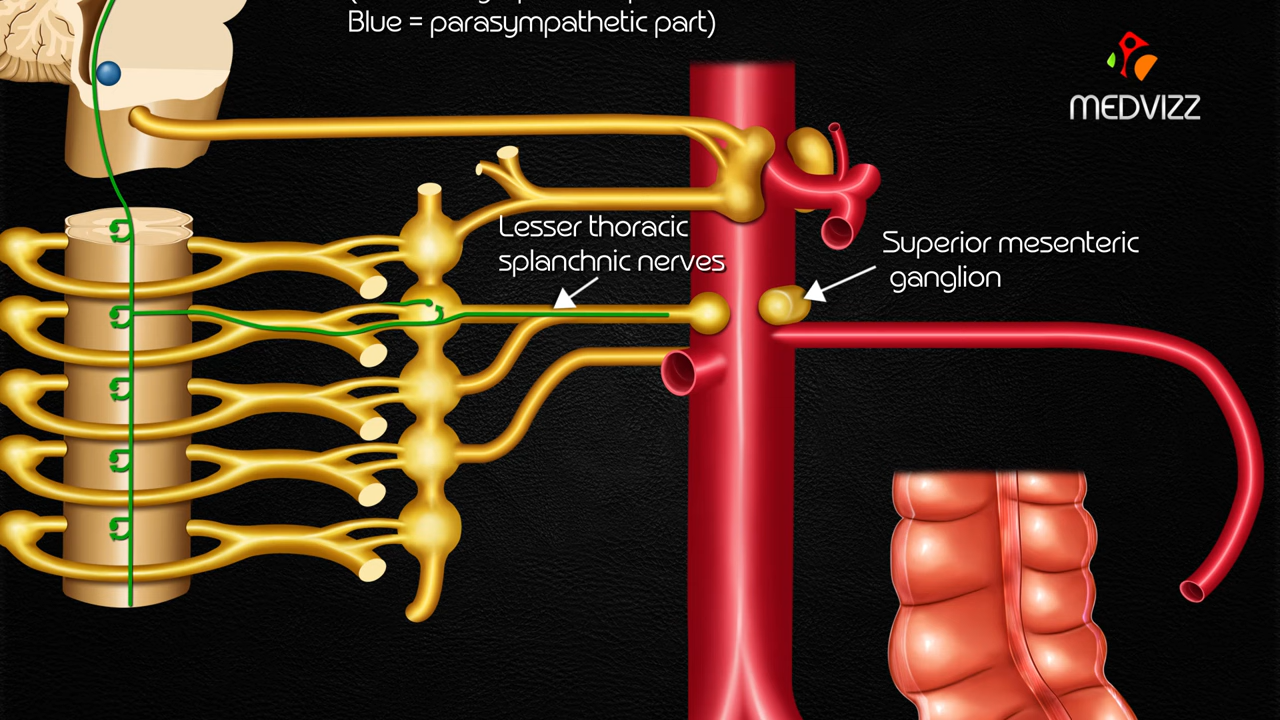 Blue = parasympathetic part)
MEDVIZZ
Lesser thoracic
splanchnic nerves
Superior mesenteric
ganglion